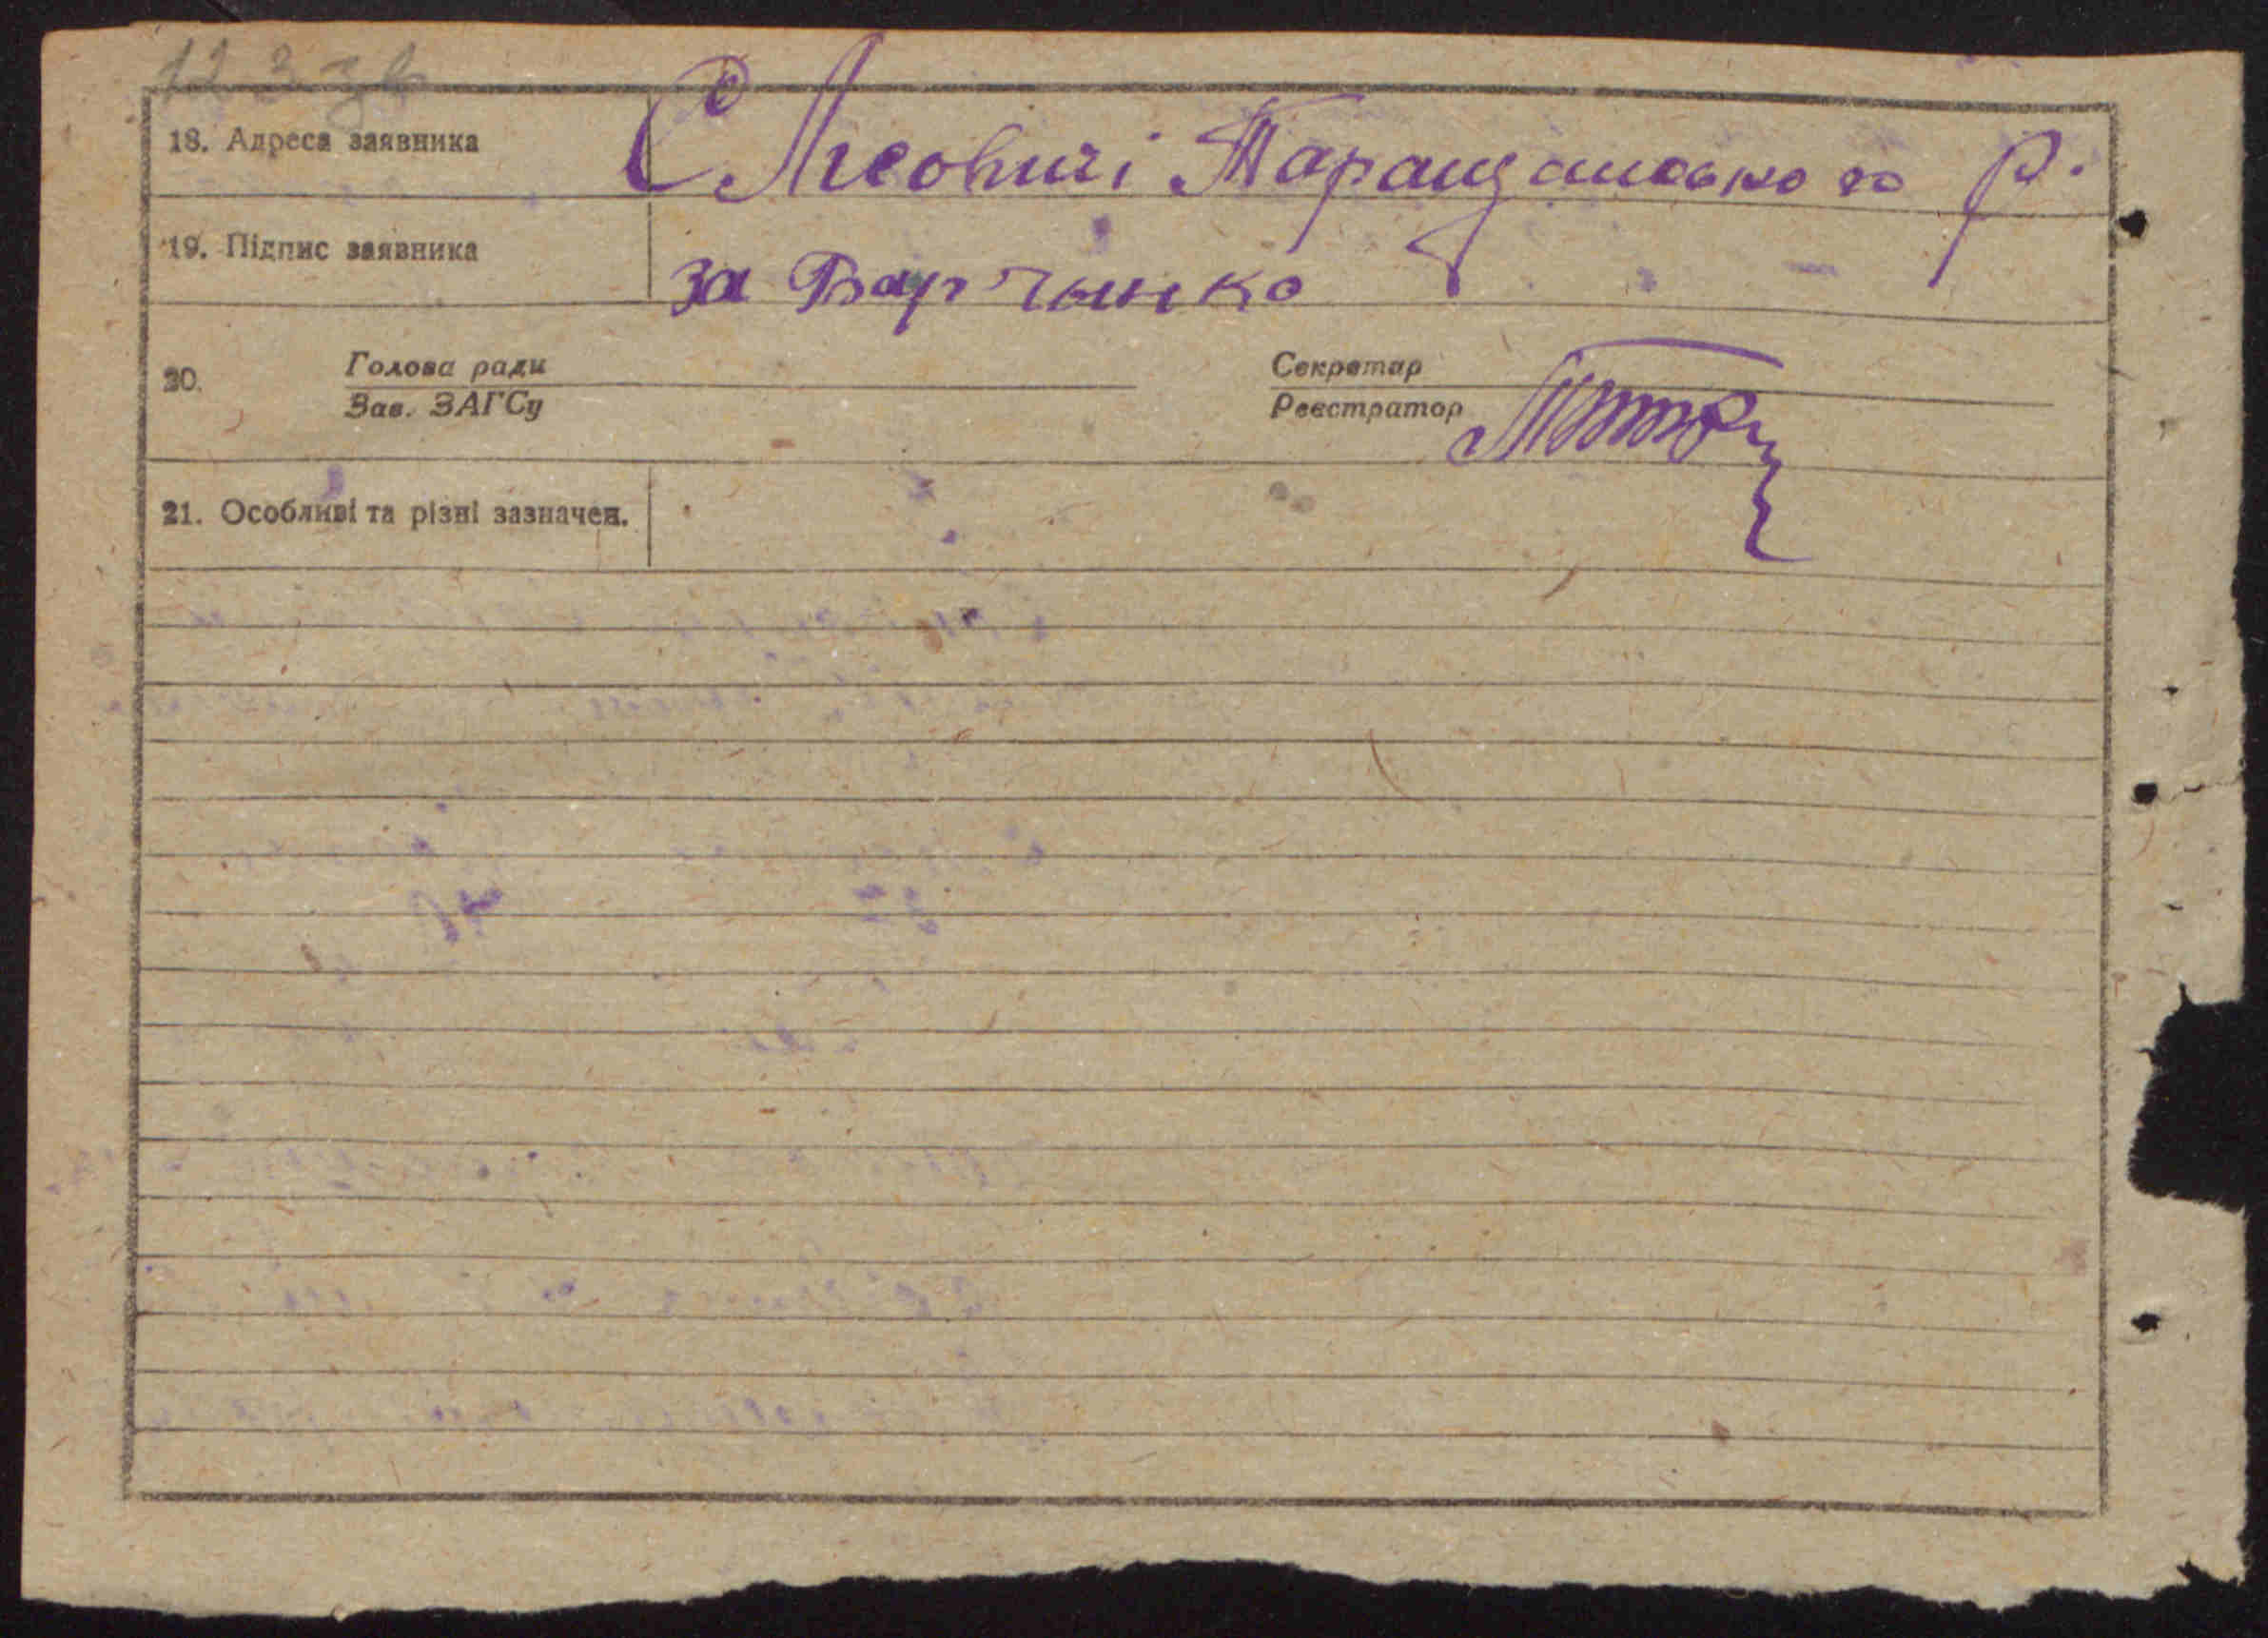 18. Адреса заявника С Лісовичі Таращанського р.
19. Підпис заявника за Барчынко
20. Голова ради Секретар
Зав. ЗАГСу Реєстратор
21. Особливі та різні зазначен.